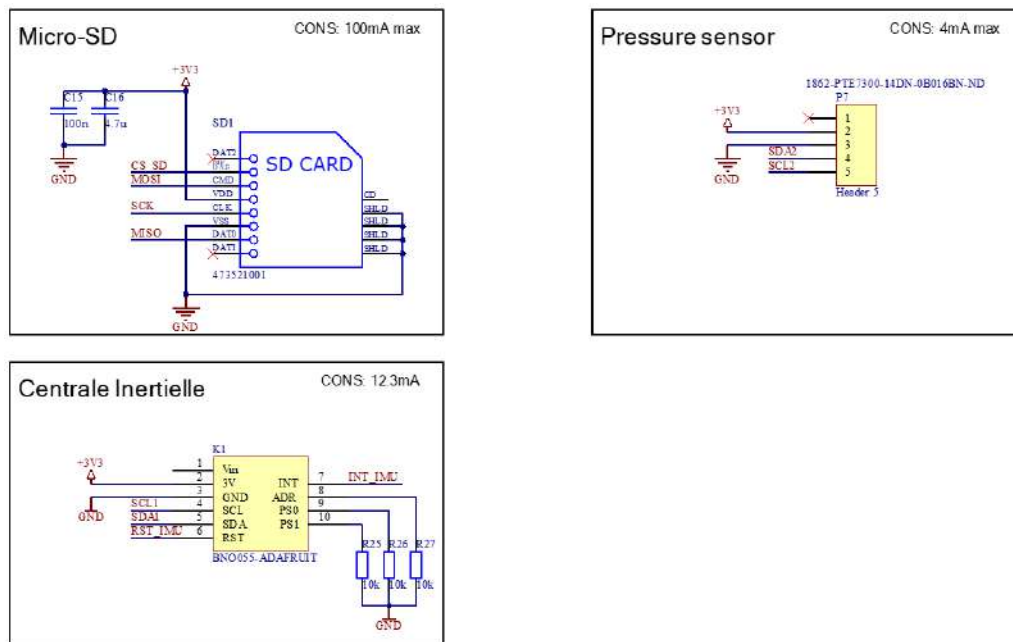 Micro-SD
CONS: 100mA max
+3V3
C15
C16
100n
4.7u
GND
SD1
SD CARD
DAT2
CS_SD
MOSI
CMD
VDD
SCK
CLK
VSS
MISO
DAT0
DAT1
CD
SHLD
SHLD
SHLD
SHLD
473521001
GND
Pressure sensor
CONS: 4mA max
1862-PTE7300-14DN-0B016BN-ND
P7
+3V3
1
2
3
SDA2
4
SCL2
5
GND
Header 5
Centrale Inertielle
CONS: 12.3mA
K1
+3V3
1 Vin
2 3V
3 GND
GND
SCL1 4 SCL
SDA1 5 SDA
RST_IMU 6 RST
INT 7 INT_IMU
ADR 8
PS0 9
PS1 10
BNO055-ADAFRUIT
R25 R26 R27
10k 10k 10k
GND